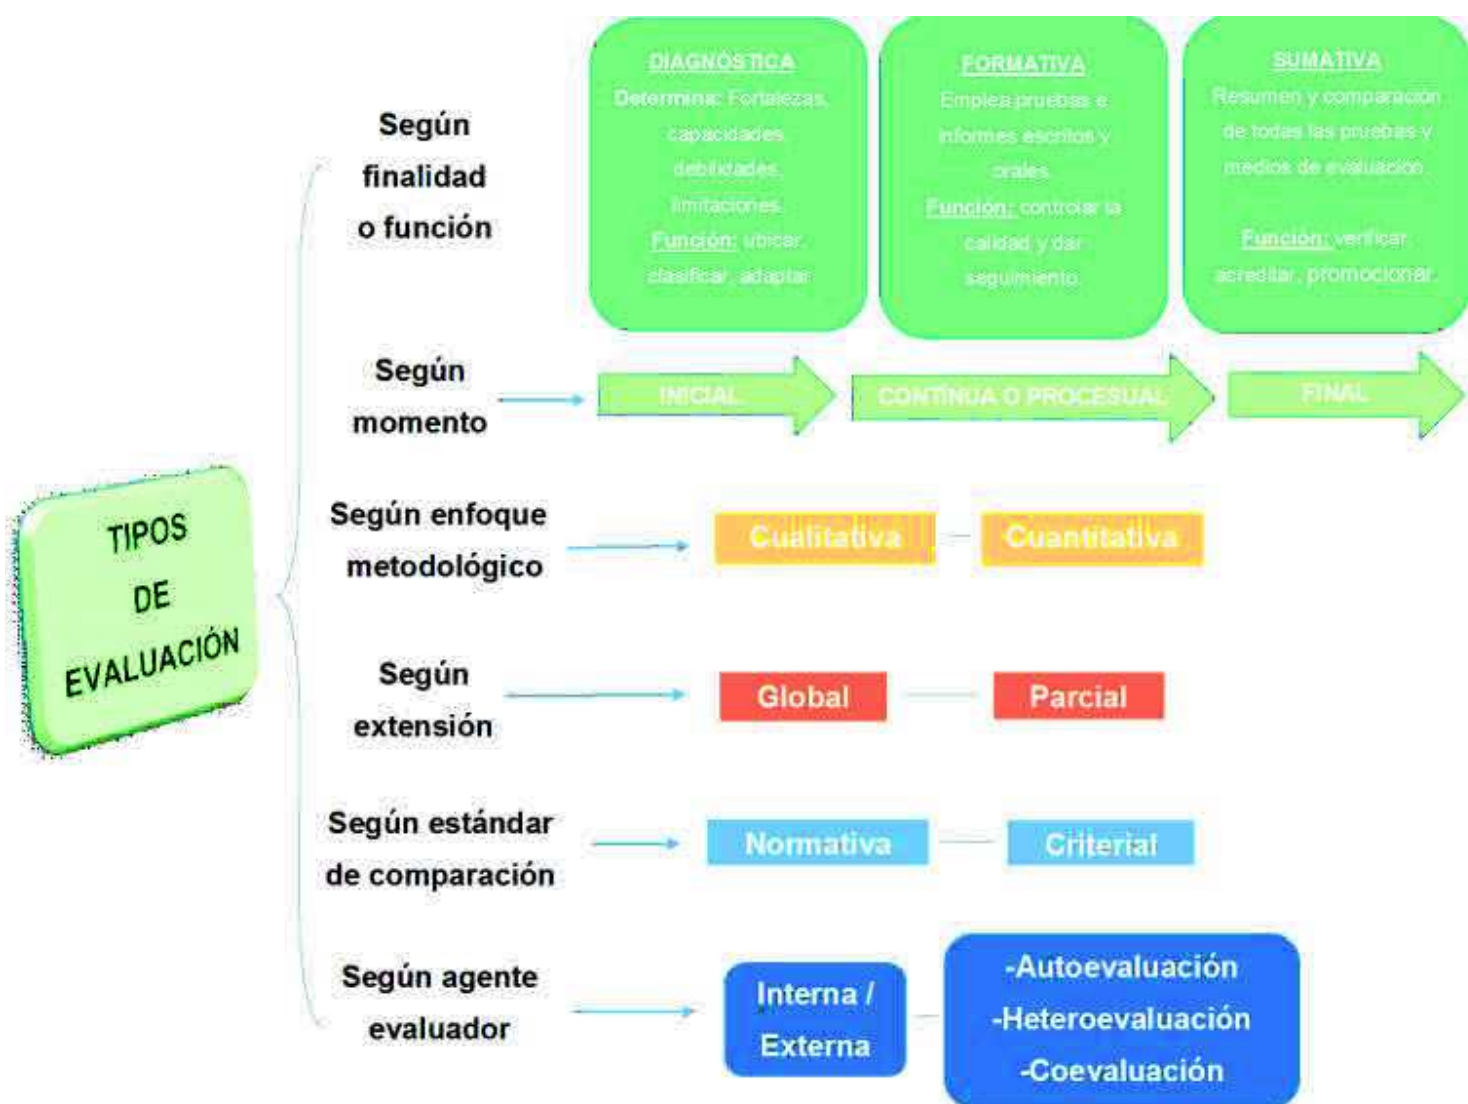 TIPOS
DE
EVALUACIÓN
Según
finalidad
o función
DIAGNÓSTICA
Determina: Fortalezas,
capacidades
debilidades,
limitaciones.
Función: ubicar,
clasificar, adaptar
FORMATIVA
Emplea pruebas e
informes escritos y
orales
Función: controlar la
calidad y dar
seguimiento.
SUMATIVA
Resumen y comparación
de todas las pruebas y
medios de evaluación.
Función: verificar,
acreditar, promocionar.
Según
momento
INICIAL
CONTÍNUA O PROCESUAL
FINAL
Según enfoque
metodológico
Cualitativa
Cuantitativa
Según
extensión
Global
Parcial
Según estándar
de comparación
Normativa
Criterial
Según agente
evaluador
Interna /
Externa
-Autoevaluación
-Heteroevaluación
-Coevaluación